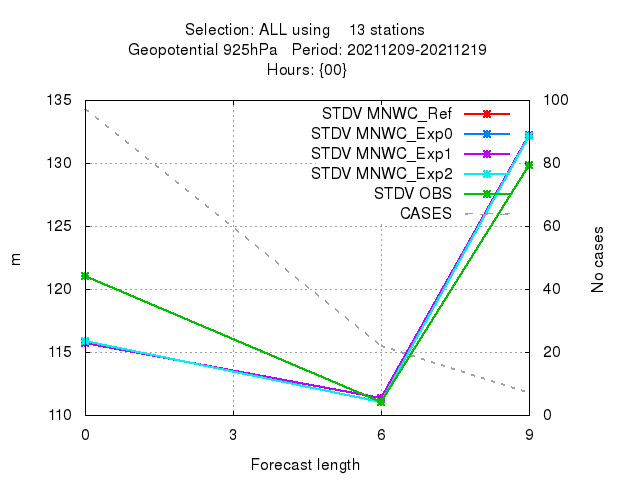 Selection: ALL using    13 stations
Geopotential 925hPa   Period: 20211209-20211219
Hours: {00}
135
130
125
120
115
110
m
100
80
60
40
20
0
No cases
STDV MNWC_Ref
STDV MNWC_Exp0
STDV MNWC_Exp1
STDV MNWC_Exp2
STDV OBS
CASES
0 3 6 9
Forecast length